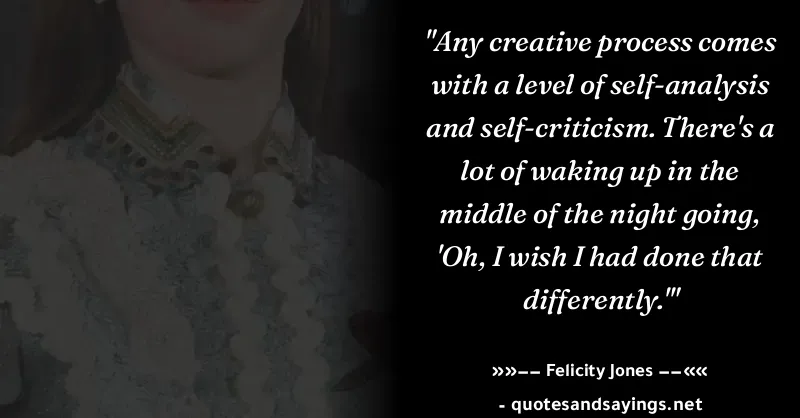 "Any creative process comes
with a level of self-analysis
and self-criticism. There's a
lot of waking up in the
middle of the night going,
'Oh, I wish I had done that
differently.'"
»»–– Felicity Jones ––««
- quotesandsayings.net